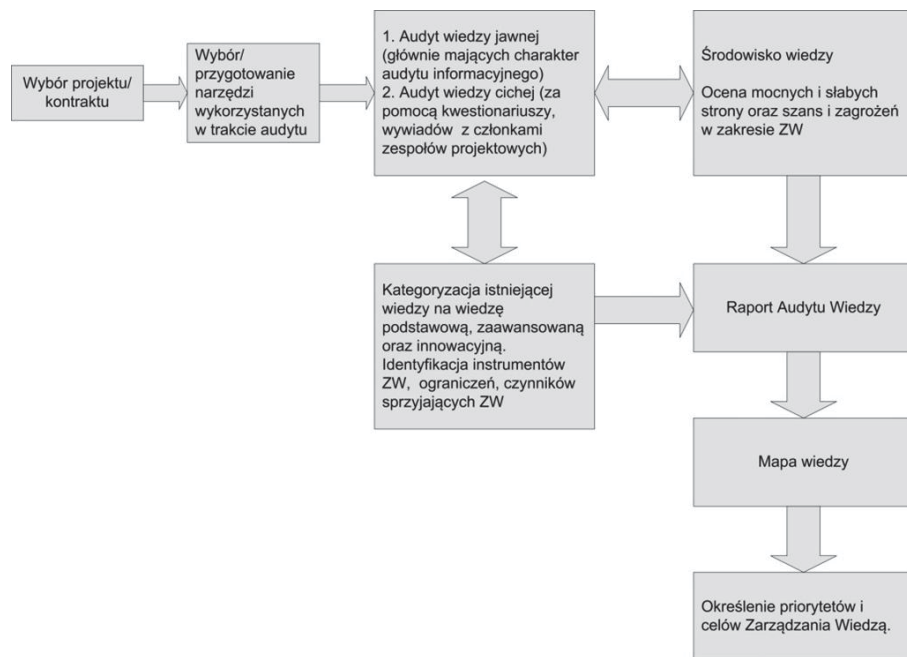 Wybór projektu/
kontraktu
Wybór/
przygotowanie
narzędzi
wykorzystanych
w trakcie audytu
1. Audyt wiedzy jawnej
(głównie mających charakter
audytu informacyjnego)
2. Audyt wiedzy cichej (za
pomocą kwestionariuszy,
wywiadów z członkami
zespołów projektowych)
Środowisko wiedzy
Ocena mocnych i słabych
strony oraz szans i zagrożeń
w zakresie ZW
Kategoryzacja istniejącej
wiedzy na wiedzę
podstawową, zaawansowaną
oraz innowacyjną.
Identyfikacja instrumentów
ZW, ograniczeń, czynników
sprzyjających ZW
Raport Audytu Wiedzy
Mapa wiedzy
Określenie priorytetów i
celów Zarządzania Wiedzą.